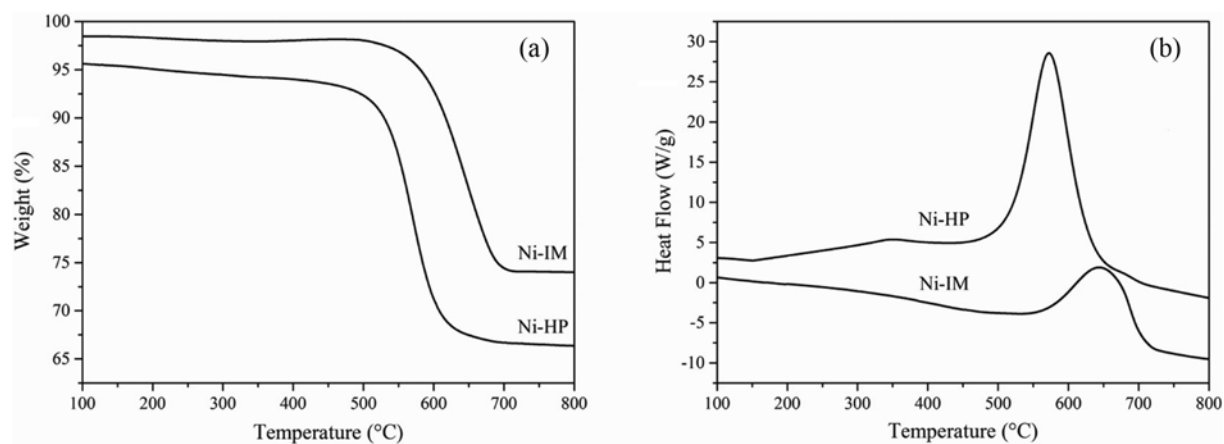 (a)
Weight (%)
100
95
90
85
80
75
70
65
Ni-IM
Ni-HP
100 200 300 400 500 600 700 800
Temperature (°C)
(b)
Heat Flow (W/g)
30
25
20
15
10
5
0
-5
-10
Ni-HP
Ni-IM
100 200 300 400 500 600 700 800
Temperature (°C)